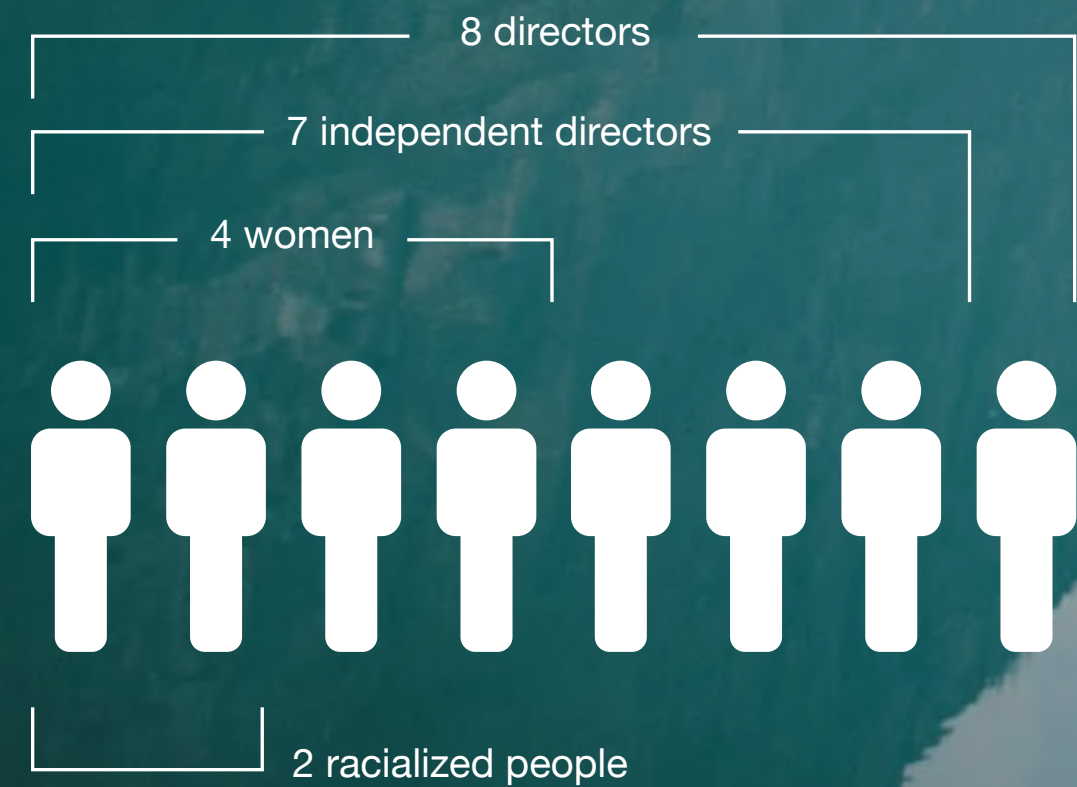 8 directors
7 independent directors
4 women
2 racialized people